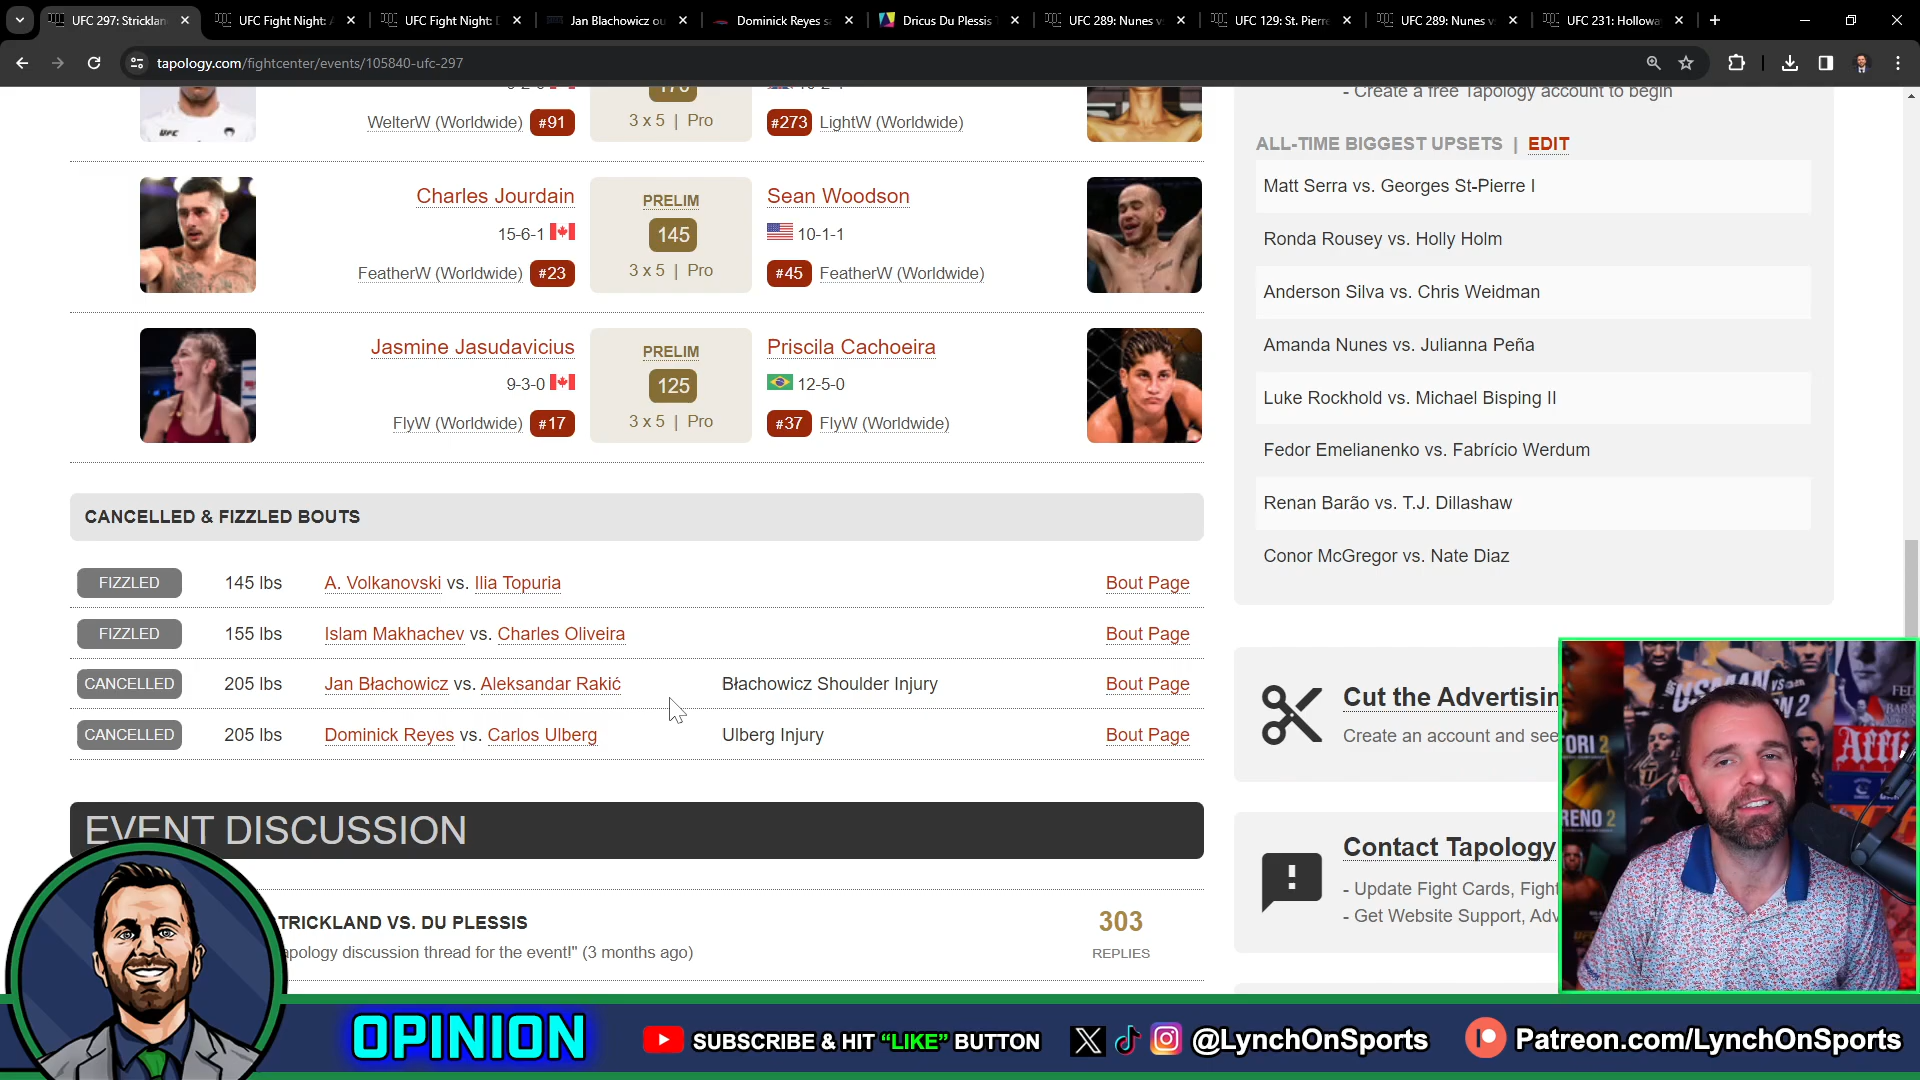 UFC 297: Strickland
UFC Fight Night:
UFC Fight Night:
Jan Blachowicz ou
Dominick Reyes s
Dricus Du Plessis
UFC 289: Nunes v
UFC 129: St. Pierre
UFC 289: Nunes v
UFC 231: Hollowa
tapology.com/fightcenter/events/105840-ufc-297
WelterW (Worldwide) #91
3 x 5 | Pro
#273 LightW (Worldwide)
- Create a free Tapology account to begin
Charles Jourdain
15-6-1
FeatherW (Worldwide) #23
PRELIM
145
3 x 5 | Pro
Sean Woodson
10-1-1
#45 FeatherW (Worldwide)
Jasmine Jasudavicius
9-3-0
FlyW (Worldwide) #17
PRELIM
125
3 x 5 | Pro
Priscila Cachoeira
12-5-0
#37 FlyW (Worldwide)
CANCELLED & FIZZLED BOUTS
FIZZLED 145 lbs A. Volkanovski vs. Ilia Topuria Bout Page
FIZZLED 155 lbs Islam Makhachev vs. Charles Oliveira Bout Page
CANCELLED 205 lbs Jan Błachowicz vs. Aleksandar Rakić Błachowicz Shoulder Injury Bout Page
CANCELLED 205 lbs Dominick Reyes vs. Carlos Ulberg Ulberg Injury Bout Page
EVENT DISCUSSION
TRICKLAND VS. DU PLESSIS
apology discussion thread for the event!" (3 months ago)
303
REPLIES
ALL-TIME BIGGEST UPSETS | EDIT
Matt Serra vs. Georges St-Pierre I
Ronda Rousey vs. Holly Holm
Anderson Silva vs. Chris Weidman
Amanda Nunes vs. Julianna Peña
Luke Rockhold vs. Michael Bisping II
Fedor Emelianenko vs. Fabrício Werdum
Renan Barão vs. T.J. Dillashaw
Conor McGregor vs. Nate Diaz
Cut the Advertisin
Create an account and see
Contact Tapology
- Update Fight Cards, Fight
- Get Website Support, Adv
USMAN
VS
TORI 2
RENO 2
AFFLI
OPINION
SUBSCRIBE & HIT “LIKE” BUTTON
@LynchOnSports
Patreon.com/LynchOnSports